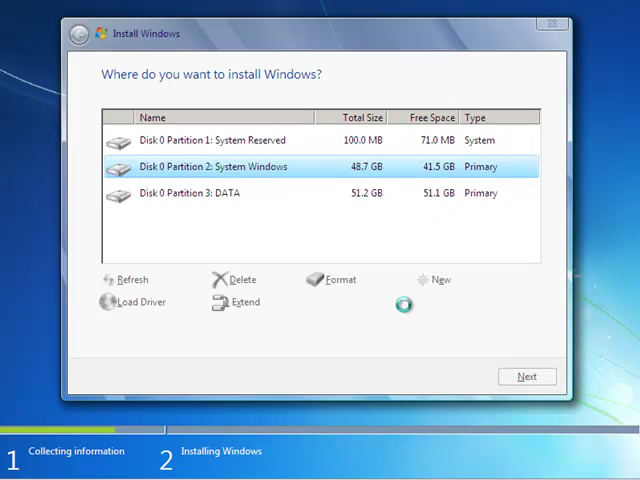 Install Windows
Where do you want to install Windows?
Name Total Size Free Space Type
Disk 0 Partition 1: System Reserved 100.0 MB 71.0 MB System
Disk 0 Partition 2: System Windows 48.7 GB 41.5 GB Primary
Disk 0 Partition 3: DATA 51.2 GB 51.1 GB Primary
Refresh Delete Format New
Load Driver Extend
Next
1 Collecting information 2 Installing Windows